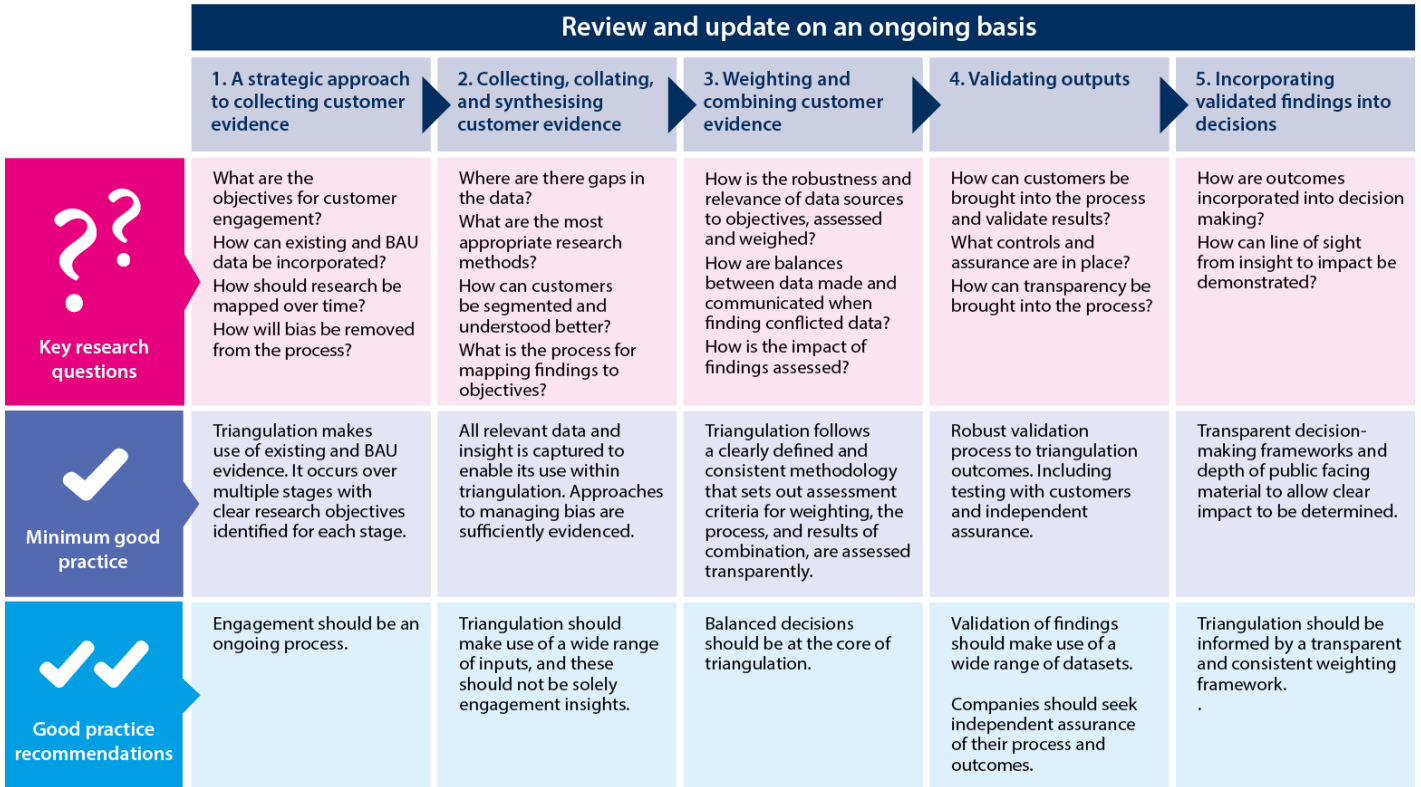 Review and update on an ongoing basis
1. A strategic approach
to collecting customer
evidence
2. Collecting, collating,
and synthesising
customer evidence
3. Weighting and
combining customer
evidence
4. Validating outputs
5. Incorporating
validated findings into
decisions
? ?
Key research
questions
What are the
objectives for customer
engagement?
How can existing and BAU
data be incorporated?
How should research be
mapped over time?
How will bias be removed
from the process?
Where are there gaps in
the data?
What are the most
appropriate research
methods?
How can customers
be segmented and
understood better?
What is the process for
mapping findings to
objectives?
How is the robustness and
relevance of data sources
to objectives, assessed
and weighed?
How are balances
between data made and
communicated when
finding conflicted data?
How is the impact of
findings assessed?
How can customers be
brought into the process
and validate results?
What controls and
assurance are in place?
How can transparency be
brought into the process?
How are outcomes
incorporated into decision
making?
How can line of sight
from insight to impact be
demonstrated?
Minimum good
practice
Triangulation makes
use of existing and BAU
evidence. It occurs over
multiple stages with
clear research objectives
identified for each stage.
All relevant data and
insight is captured to
enable its use within
triangulation. Approaches
to managing bias are
sufficiently evidenced.
Triangulation follows
a clearly defined and
consistent methodology
that sets out assessment
criteria for weighting, the
process, and results of
combination, are assessed
transparently.
Robust validation
process to triangulation
outcomes. Including
testing with customers
and independent
assurance.
Transparent decision-
making frameworks and
depth of public facing
material to allow clear
impact to be determined.
Good practice
recommendations
Engagement should be an
ongoing process.
Triangulation should
make use of a wide range
of inputs, and these
should not be solely
engagement insights.
Balanced decisions
should be at the core of
triangulation.
Validation of findings
should make use of a
wide range of datasets.
Companies should seek
independent assurance
of their process and
outcomes.
Triangulation should be
informed by a transparent
and consistent weighting
framework.
.